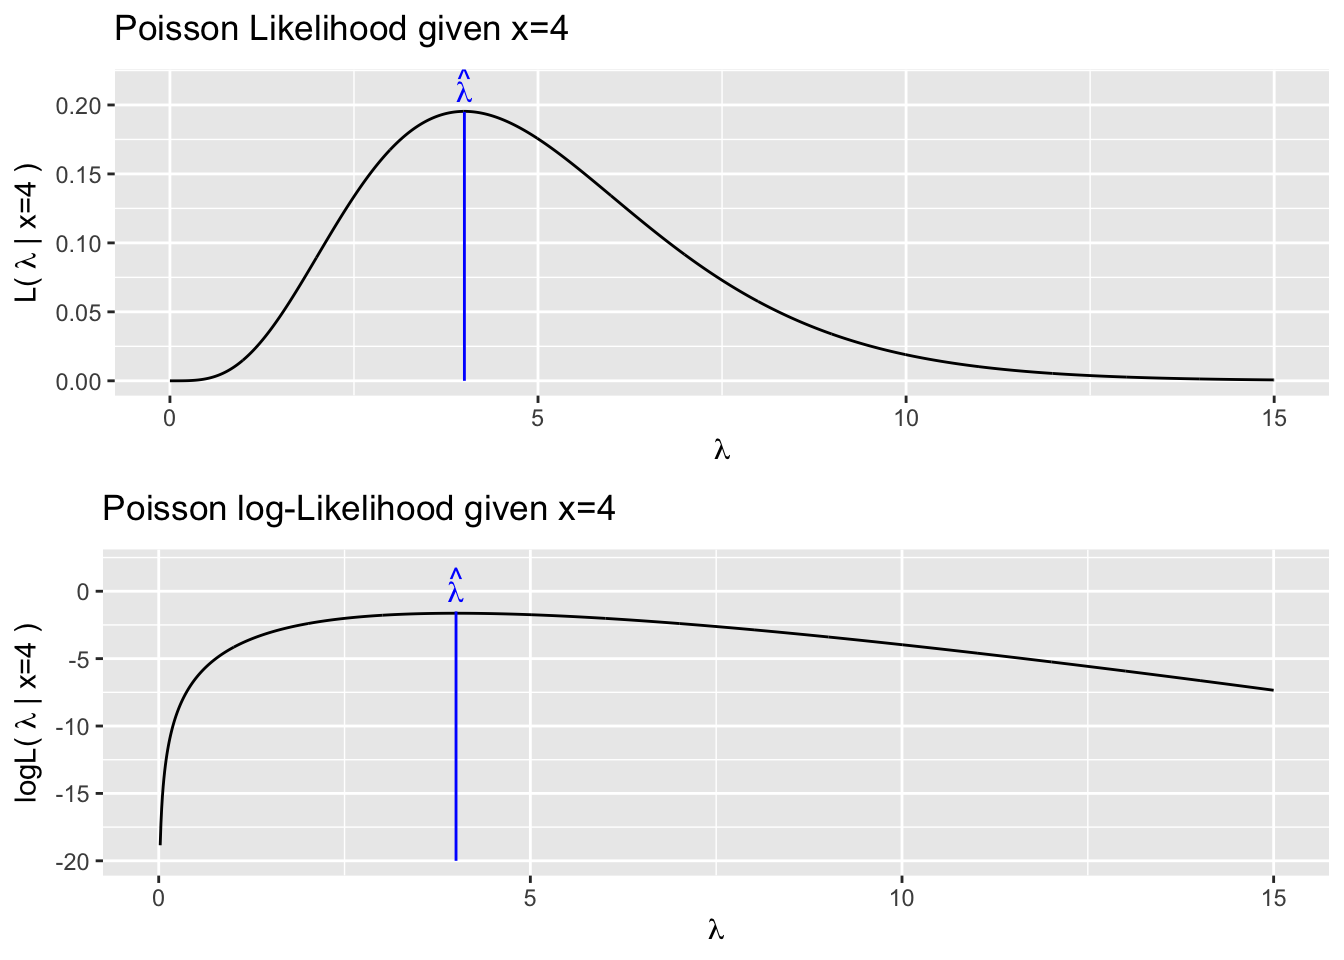 Poisson Likelihood given x=4
λ̂
L( λ | x=4 )
0.20
0.15
0.10
0.05
0.00
0 5 10 15
λ
Poisson log-Likelihood given x=4
λ̂
logL( λ | x=4 )
0
-5
-10
-15
-20
0 5 10 15
λ